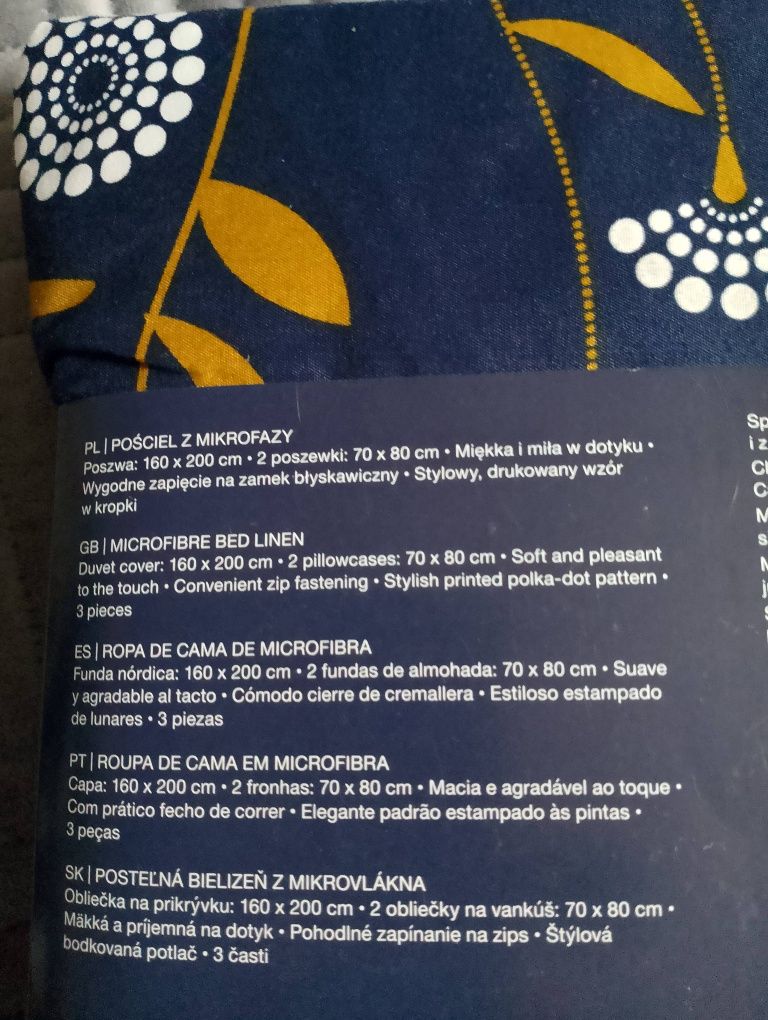 PL | POŚCIEL Z MIKROFAZY
Poszwa: 160 x 200 cm • 2 poszewki: 70 x 80 cm • Miękka i miła w dotyku •
Wygodne zapięcie na zamek błyskawiczny • Stylowy, drukowany wzór
w kropki
GB | MICROFIBRE BED LINEN
Duvet cover: 160 x 200 cm • 2 pillowcases: 70 x 80 cm • Soft and pleasant
to the touch • Convenient zip fastening • Stylish printed polka-dot pattern •
3 pieces
ES | ROPA DE CAMA DE MICROFIBRA
Funda nórdica: 160 x 200 cm • 2 fundas de almohada: 70 x 80 cm • Suave
y agradable al tacto • Cómodo cierre de cremallera • Estiloso estampado
de lunares • 3 piezas
PT | ROUPA DE CAMA EM MICROFIBRA
Capa: 160 x 200 cm • 2 fronhas: 70 x 80 cm • Macia e agradável ao toque •
Com prático fecho de correr • Elegante padrão estampado às pintas •
3 peças
SK | POSTEĽNÁ BIELIZEŇ Z MIKROVLÁKNA
Obliečka na prikrývku: 160 x 200 cm • 2 obliečky na vankúš: 70 x 80 cm •
Mäkká a príjemná na dotyk • Pohodlné zapínanie na zips • Štýlová
bodkovaná potlač • 3 časti